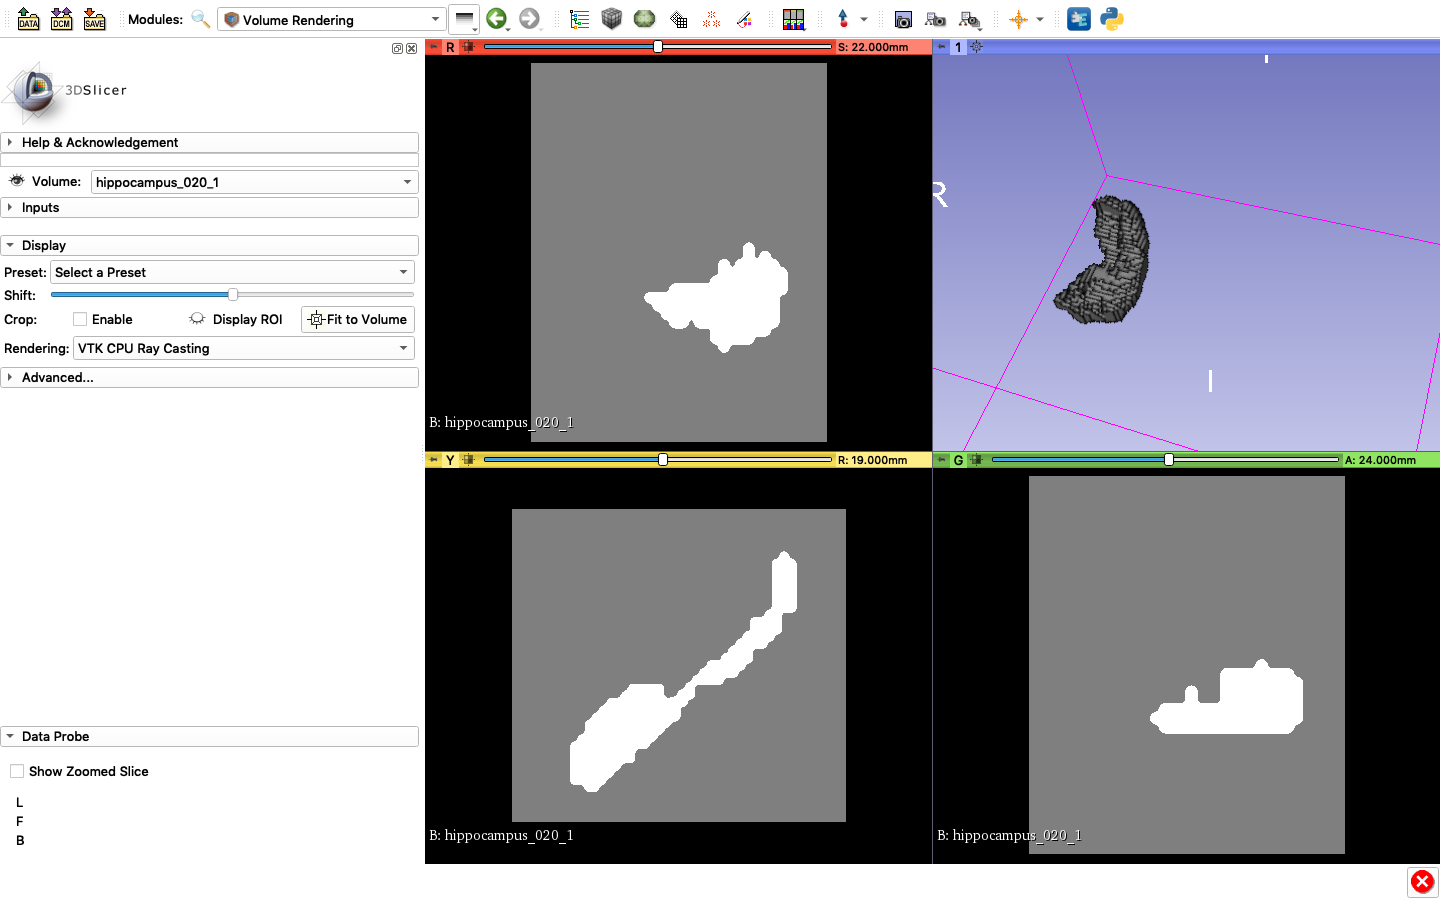 DATA
DCM
SAVE
Modules:
Volume Rendering
3DSlicer
Help & Acknowledgement
Volume:
hippocampus_020_1
Inputs
Display
Preset:
Select a Preset
Shift:
Crop:
Enable
Display ROI
Fit to Volume
Rendering:
VTK CPU Ray Casting
Advanced...
Data Probe
Show Zoomed Slice
L
F
B
R
S: 22.000mm
B: hippocampus_020_1
1
R
I
Y
R: 19.000mm
B: hippocampus_020_1
G
A: 24.000mm
B: hippocampus_020_1